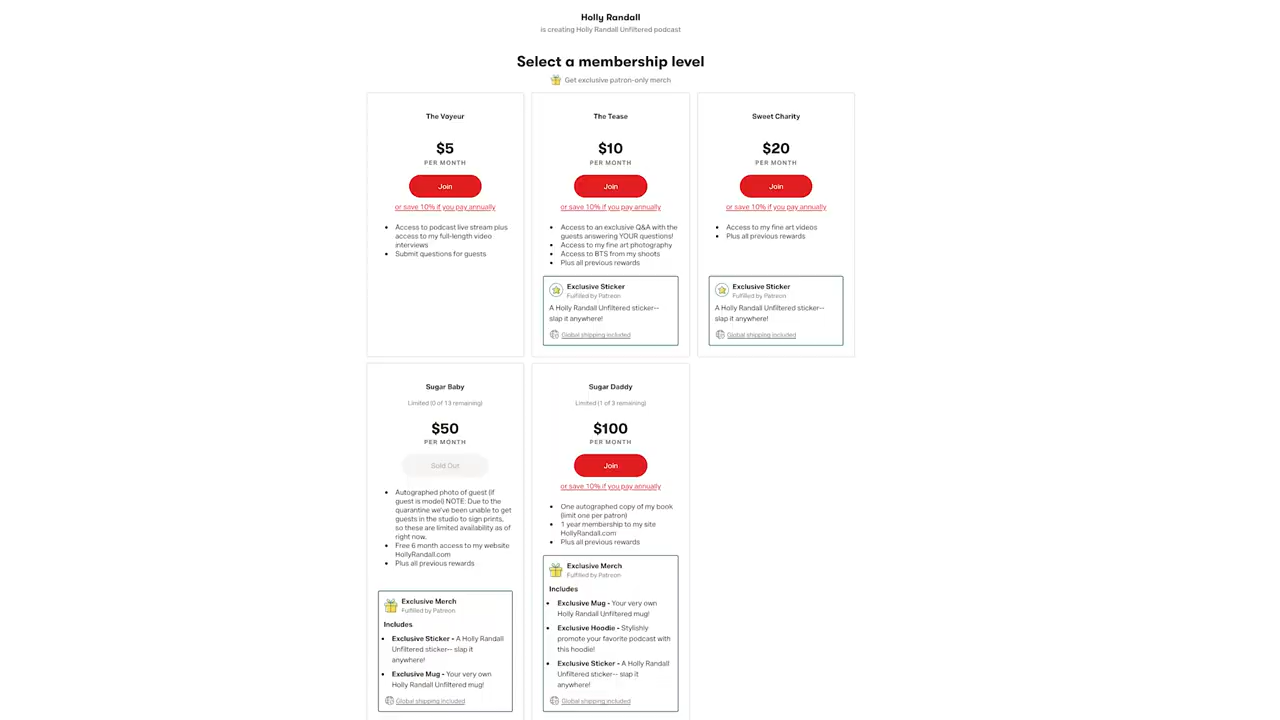 Holly Randall
is creating Holly Randall Unfiltered podcast
Select a membership level
Get exclusive patron-only merch
The Voyeur
$5
PER MONTH
Join
or save 10% if you pay annually
Access to podcast live stream plus
access to my full-length video
interviews
Submit questions for guests
The Tease
$10
PER MONTH
Join
or save 10% if you pay annually
Access to an exclusive Q&A with the
guests answering YOUR questions!
Access to my fine art photography
Access to BTS from my shoots
Plus all previous rewards
Exclusive Sticker
Fulfilled by Patreon
A Holly Randall Unfiltered sticker--
slap it anywhere!
Global shipping included
Sweet Charity
$20
PER MONTH
Join
or save 10% if you pay annually
Access to my fine art videos
Plus all previous rewards
Exclusive Sticker
Fulfilled by Patreon
A Holly Randall Unfiltered sticker--
slap it anywhere!
Global shipping included
Sugar Baby
Limited (0 of 13 remaining)
$50
PER MONTH
Sold Out
Autographed photo of guest (if
guest is model) NOTE: Due to the
quarantine we've been unable to get
guests in the studio to sign prints,
so these are limited availability as of
right now.
Free 6 month access to my website
HollyRandall.com
Plus all previous rewards
Exclusive Merch
Fulfilled by Patreon
Includes
Exclusive Sticker - A Holly Randall
Unfiltered sticker-- slap it
anywhere!
Exclusive Mug - Your very own
Holly Randall Unfiltered mug!
Global shipping included
Sugar Daddy
Limited (1 of 3 remaining)
$100
PER MONTH
Join
or save 10% if you pay annually
One autographed copy of my book
(limit one per patron)
1 year membership to my site
HollyRandall.com
Plus all previous rewards
Exclusive Merch
Fulfilled by Patreon
Includes
Exclusive Mug - Your very own
Holly Randall Unfiltered mug!
Exclusive Hoodie - Stylishly
promote your favorite podcast with
this hoodie!
Exclusive Sticker - A Holly Randall
Unfiltered sticker-- slap it
anywhere!
Global shipping included